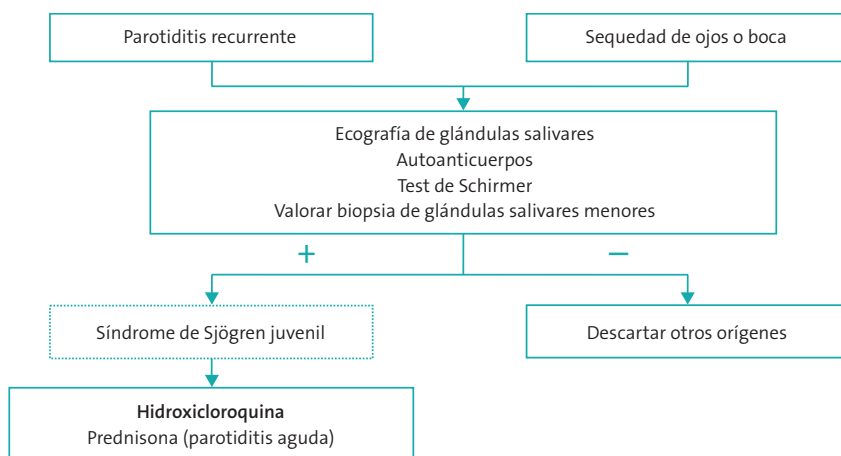 Parotiditis recurrente
Sequedad de ojos o boca
Ecografía de glándulas salivares
Autoanticuerpos
Test de Schirmer
Valorar biopsia de glándulas salivares menores
+
–
Síndrome de Sjögren juvenil
Descartar otros orígenes
Hidroxicloroquina
Prednisona (parotiditis aguda)